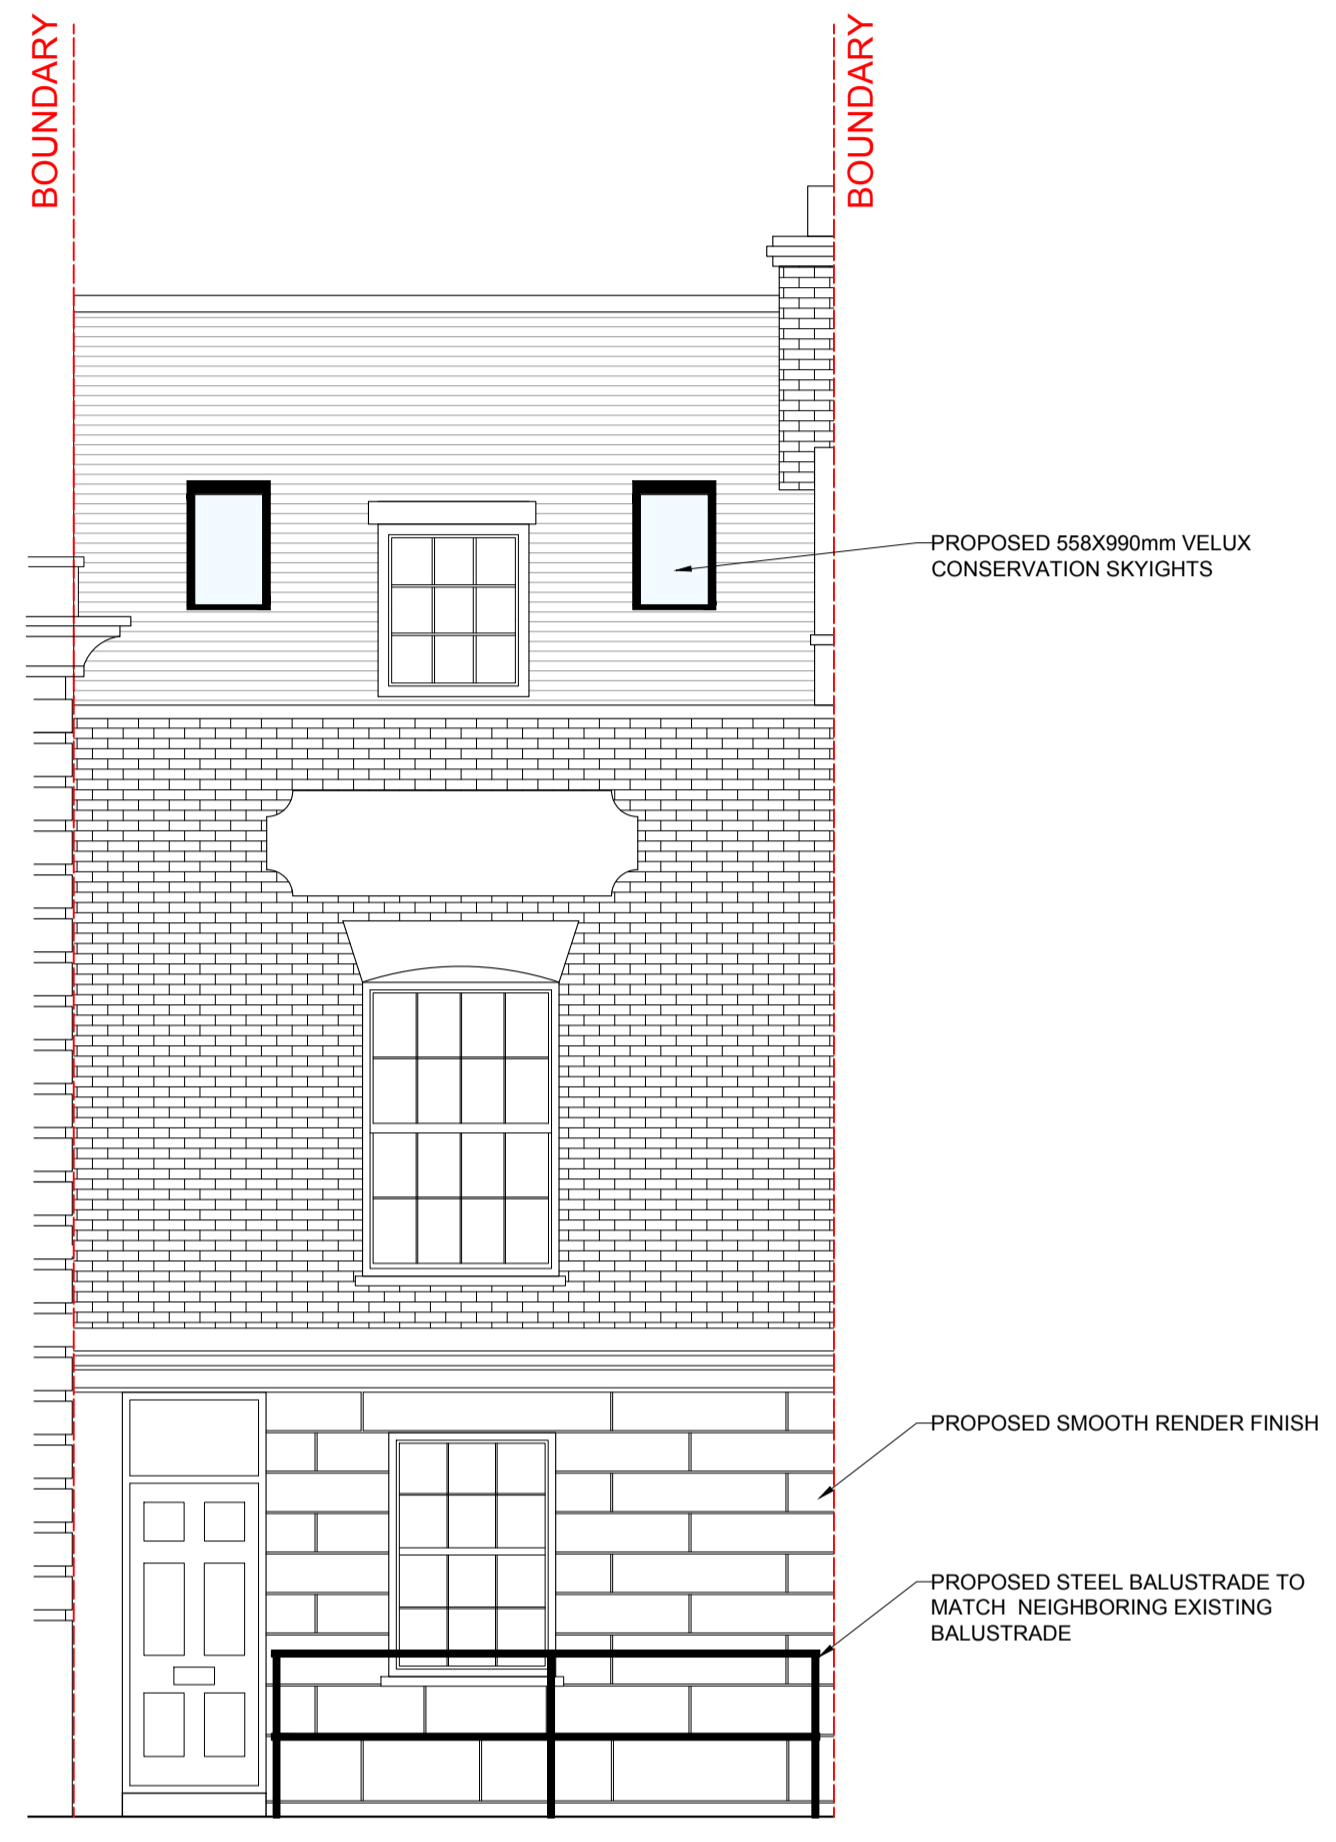 BOUNDARY
BOUNDARY
PROPOSED 558X990mm VELUX
CONSERVATION SKYIGHTS
PROPOSED SMOOTH RENDER FINISH
PROPOSED STEEL BALUSTRADE TO
MATCH NEIGHBORING EXISTING
BALUSTRADE